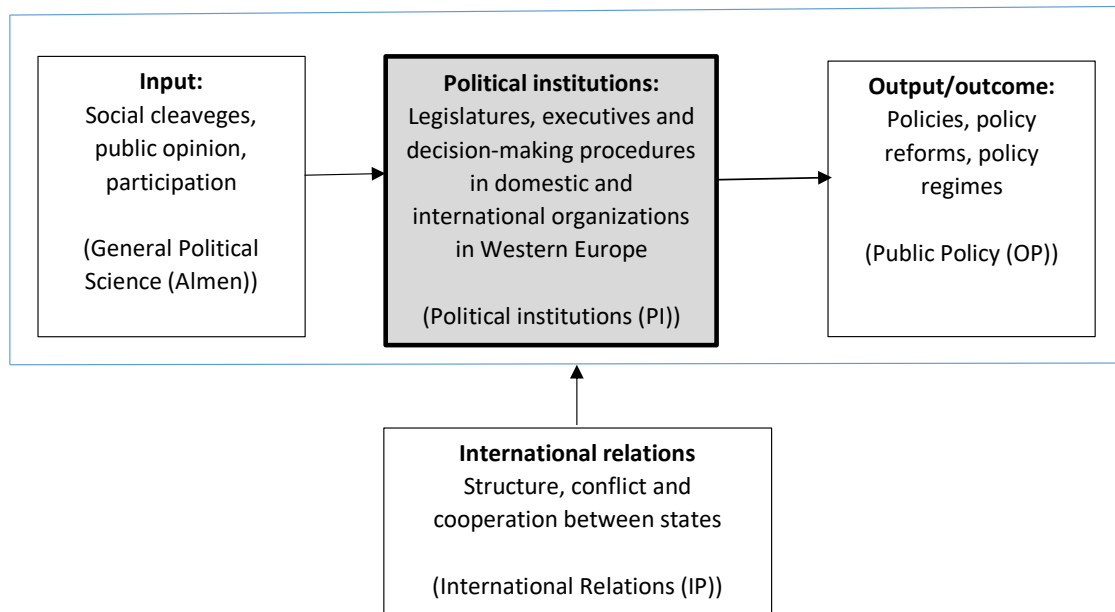 Input:
Social cleaveges,
public opinion,
participation
(General Political
Science (Almen))
Political institutions:
Legislatures, executives and
decision-making procedures
in domestic and
international organizations
in Western Europe
(Political institutions (PI))
Output/outcome:
Policies, policy
reforms, policy
regimes
(Public Policy (OP))
International relations
Structure, conflict and
cooperation between states
(International Relations (IP))